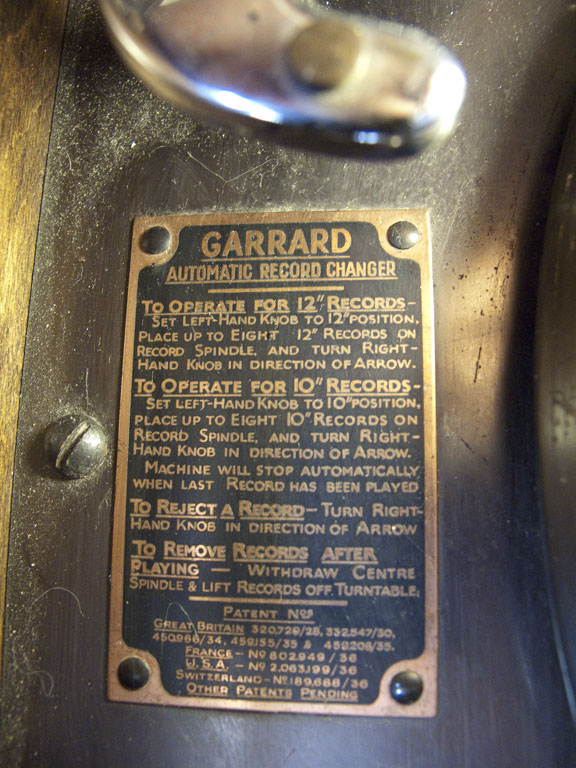 GARRARD
AUTOMATIC RECORD CHANGER
TO OPERATE FOR 12" RECORDS-
SET LEFT-HAND KNOB TO 12" POSITION,
PLACE UP TO EIGHT 12" RECORDS ON
RECORD SPINDLE, AND TURN RIGHT-
HAND KNOB IN DIRECTION OF ARROW.
TO OPERATE FOR 10" RECORDS-
SET LEFT-HAND KNOB TO 10" POSITION,
PLACE UP TO EIGHT 10" RECORDS ON
RECORD SPINDLE, AND TURN RIGHT-
HAND KNOB IN DIRECTION OF ARROW.
MACHINE WILL STOP AUTOMATICALLY
WHEN LAST RECORD HAS BEEN PLAYED
TO REJECT A RECORD- TURN RIGHT-
HAND KNOB IN DIRECTION OF ARROW
TO REMOVE RECORDS AFTER
PLAYING — WITHDRAW CENTRE
SPINDLE & LIFT RECORDS OFF TURNTABLE.
PATENT Nos
GREAT BRITAIN 320,729/28, 332,547/30,
459,966/34, 459,155/35 & 459,208/35.
FRANCE - No 802,949 / 36
U.S.A. - No 2,063,199/36
SWITZERLAND - No 189,688/36
OTHER PATENTS PENDING